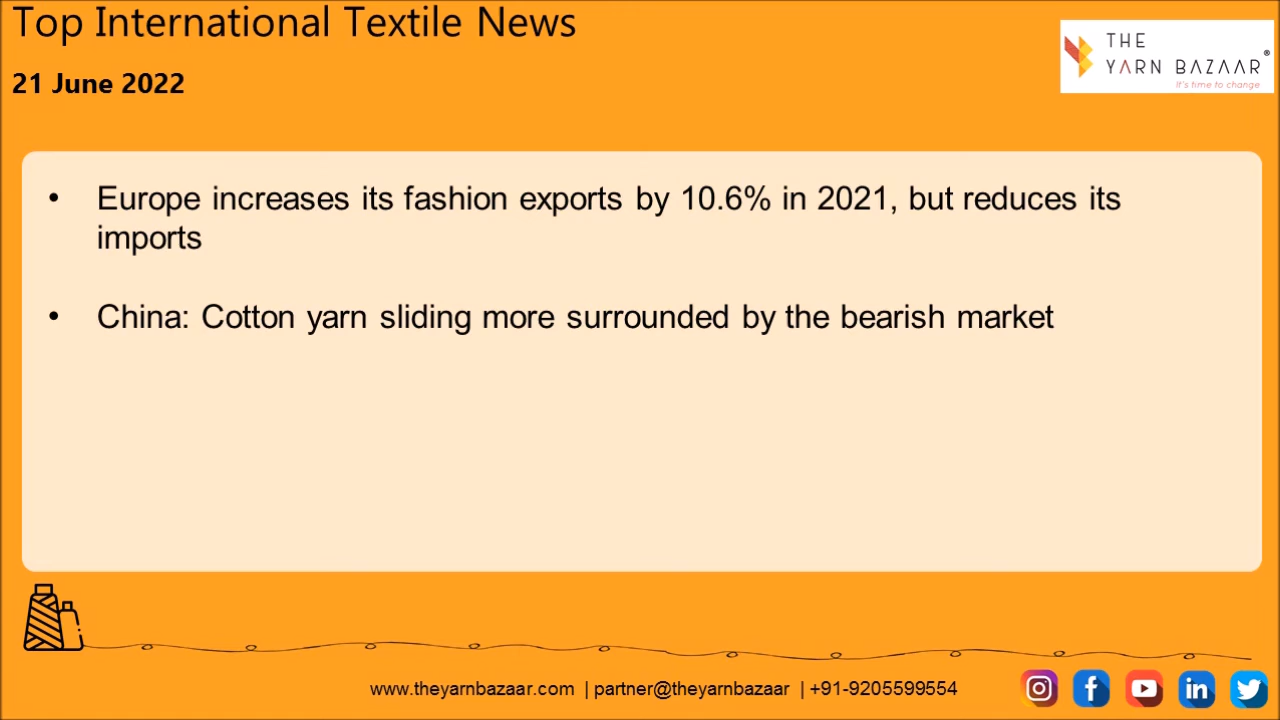 Top International Textile News
21 June 2022
THE
YARN BAZAAR®
It's time to change
• Europe increases its fashion exports by 10.6% in 2021, but reduces its
imports
• China: Cotton yarn sliding more surrounded by the bearish market
www.theyarnbazaar.com | partner@theyarnbazaar | +91-9205599554